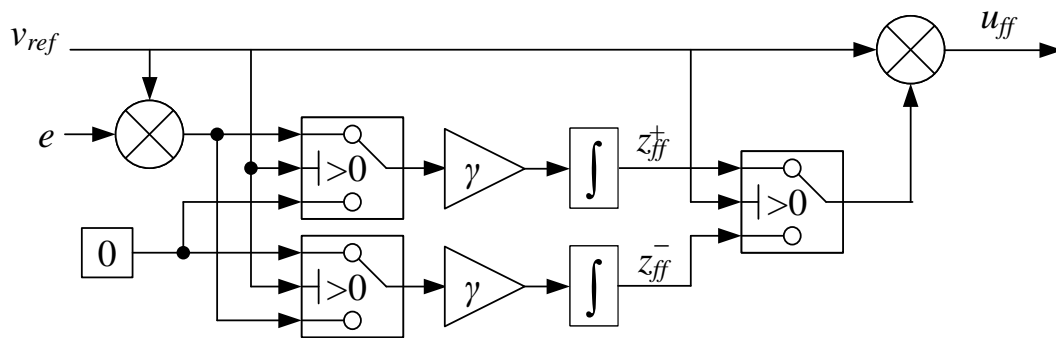 v_ref
u_ff
e
>0
γ
∫
z_ff^+
>0
0
>0
γ
∫
z_ff^-